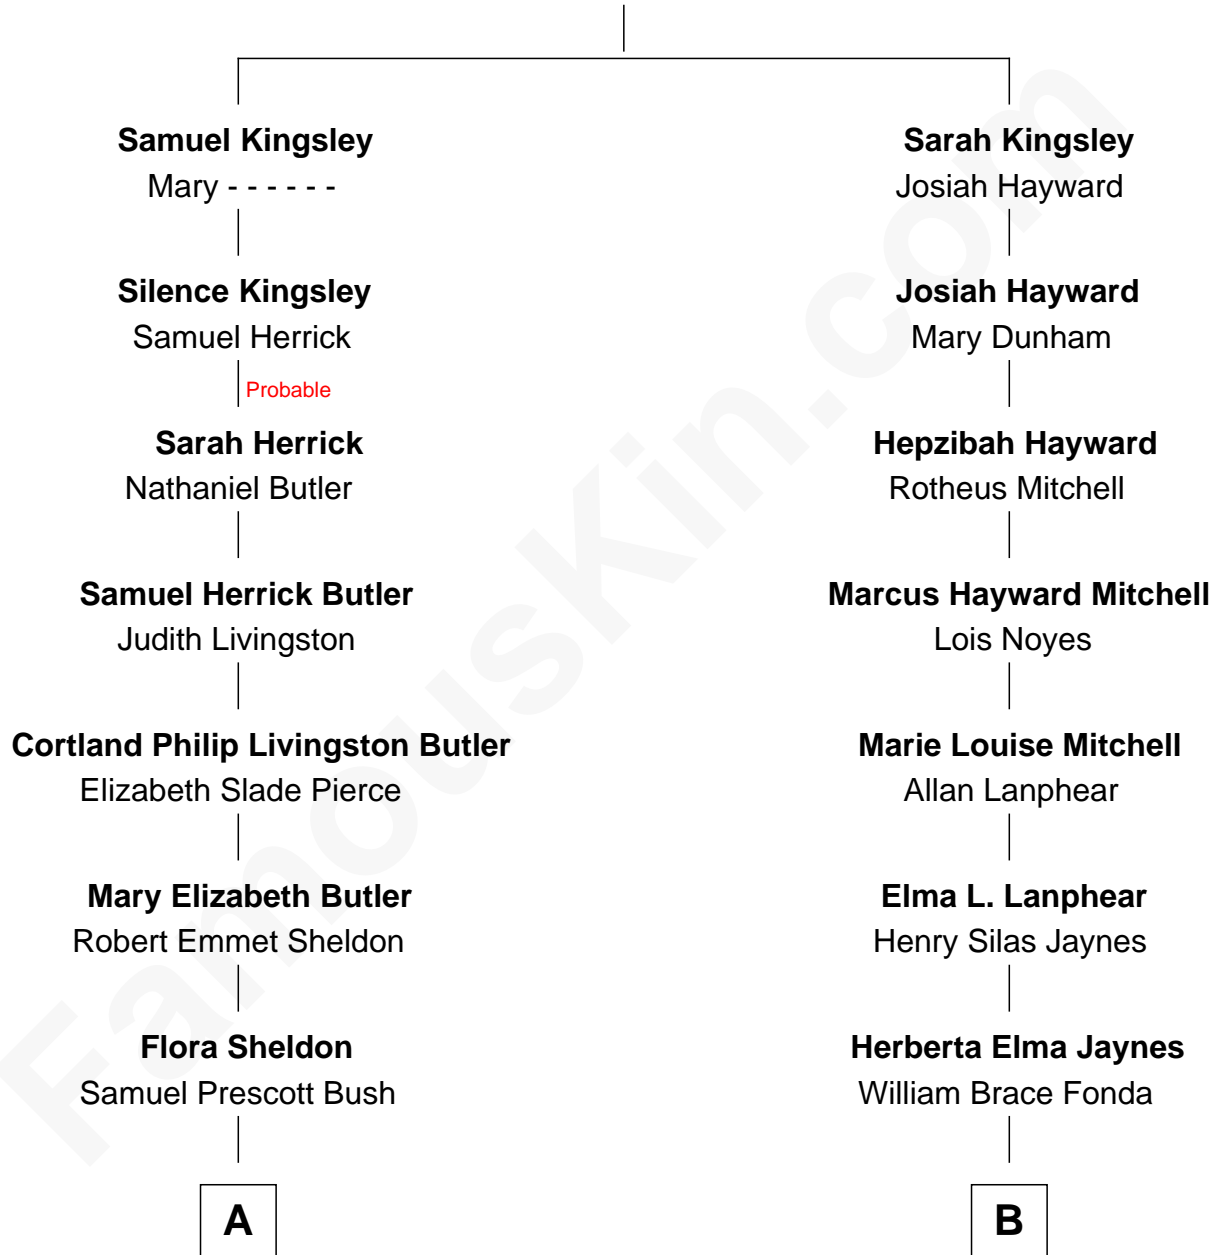 Samuel Kingsley
Mary - - - - - -
Sarah Kingsley
Josiah Hayward
Silence Kingsley
Samuel Herrick
Josiah Hayward
Mary Dunham
Probable
Sarah Herrick
Nathaniel Butler
Hepzibah Hayward
Rotheus Mitchell
Samuel Herrick Butler
Judith Livingston
Marcus Hayward Mitchell
Lois Noyes
Cortland Philip Livingston Butler
Elizabeth Slade Pierce
Marie Louise Mitchell
Allan Lanphear
Mary Elizabeth Butler
Robert Emmet Sheldon
Elma L. Lanphear
Henry Silas Jaynes
Flora Sheldon
Samuel Prescott Bush
Herberta Elma Jaynes
William Brace Fonda
A
B
FamousKin.com